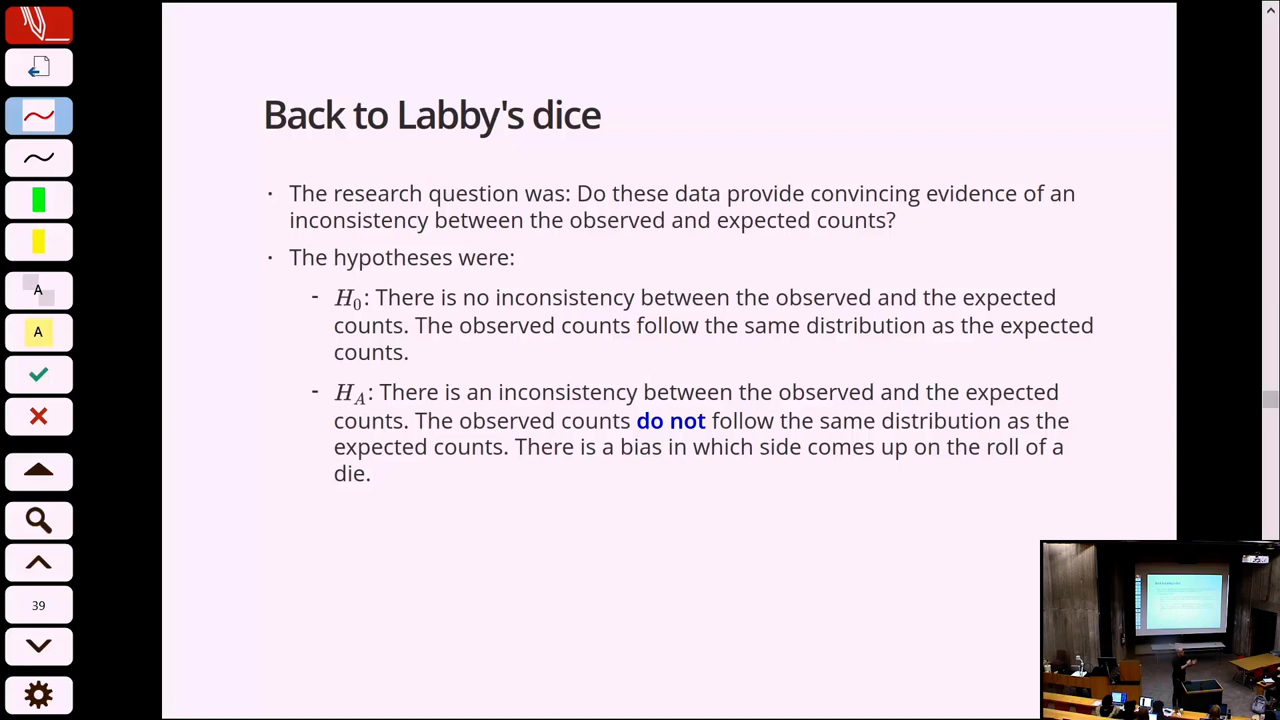 Back to Labby's dice
· The research question was: Do these data provide convincing evidence of an
inconsistency between the observed and expected counts?
· The hypotheses were:
- H0: There is no inconsistency between the observed and the expected
counts. The observed counts follow the same distribution as the expected
counts.
- HA: There is an inconsistency between the observed and the expected
counts. The observed counts do not follow the same distribution as the
expected counts. There is a bias in which side comes up on the roll of a
die.
A
A
39